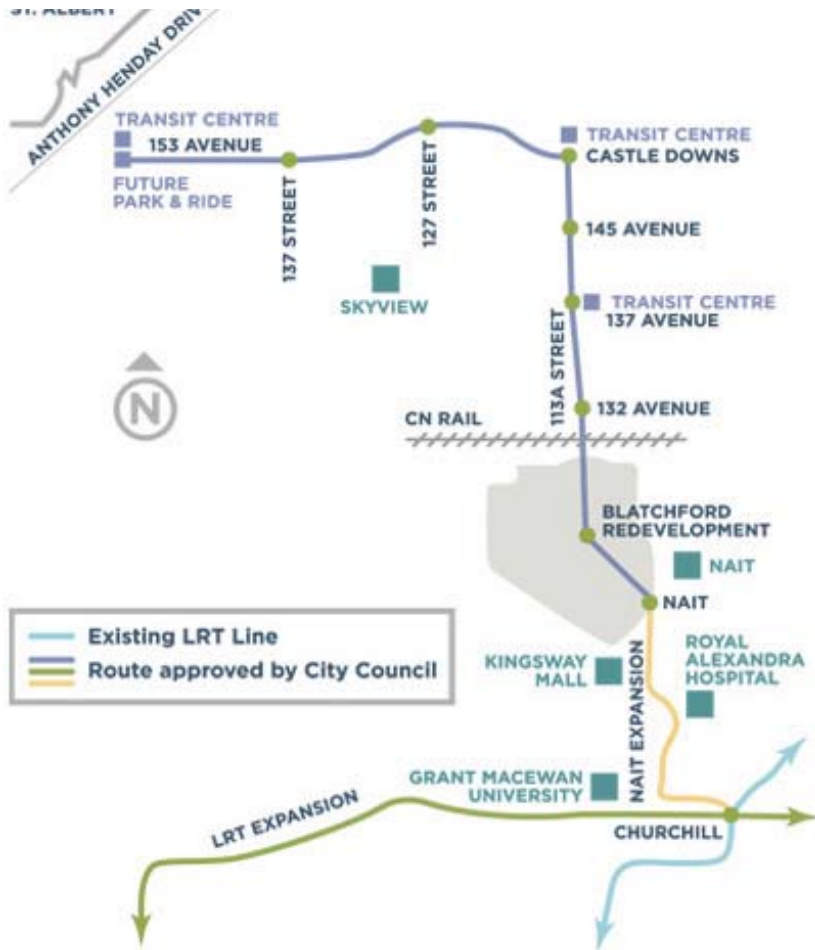 ST. ALBERT
ANTHONY HENDAY DRIV
TRANSIT CENTRE
153 AVENUE
FUTURE
PARK & RIDE
137 STREET
127 STREET
TRANSIT CENTRE
CASTLE DOWNS
145 AVENUE
SKYVIEW
TRANSIT CENTRE
137 AVENUE
113A STREET
132 AVENUE
CN RAIL
N
BLATCHFORD
REDEVELOPMENT
NAIT
NAIT
Existing LRT Line
Route approved by City Council
KINGSWAY
MALL
NAIT EXPANSION
ROYAL
ALEXANDRA
HOSPITAL
GRANT MACEWAN
UNIVERSITY
LRT EXPANSION
CHURCHILL